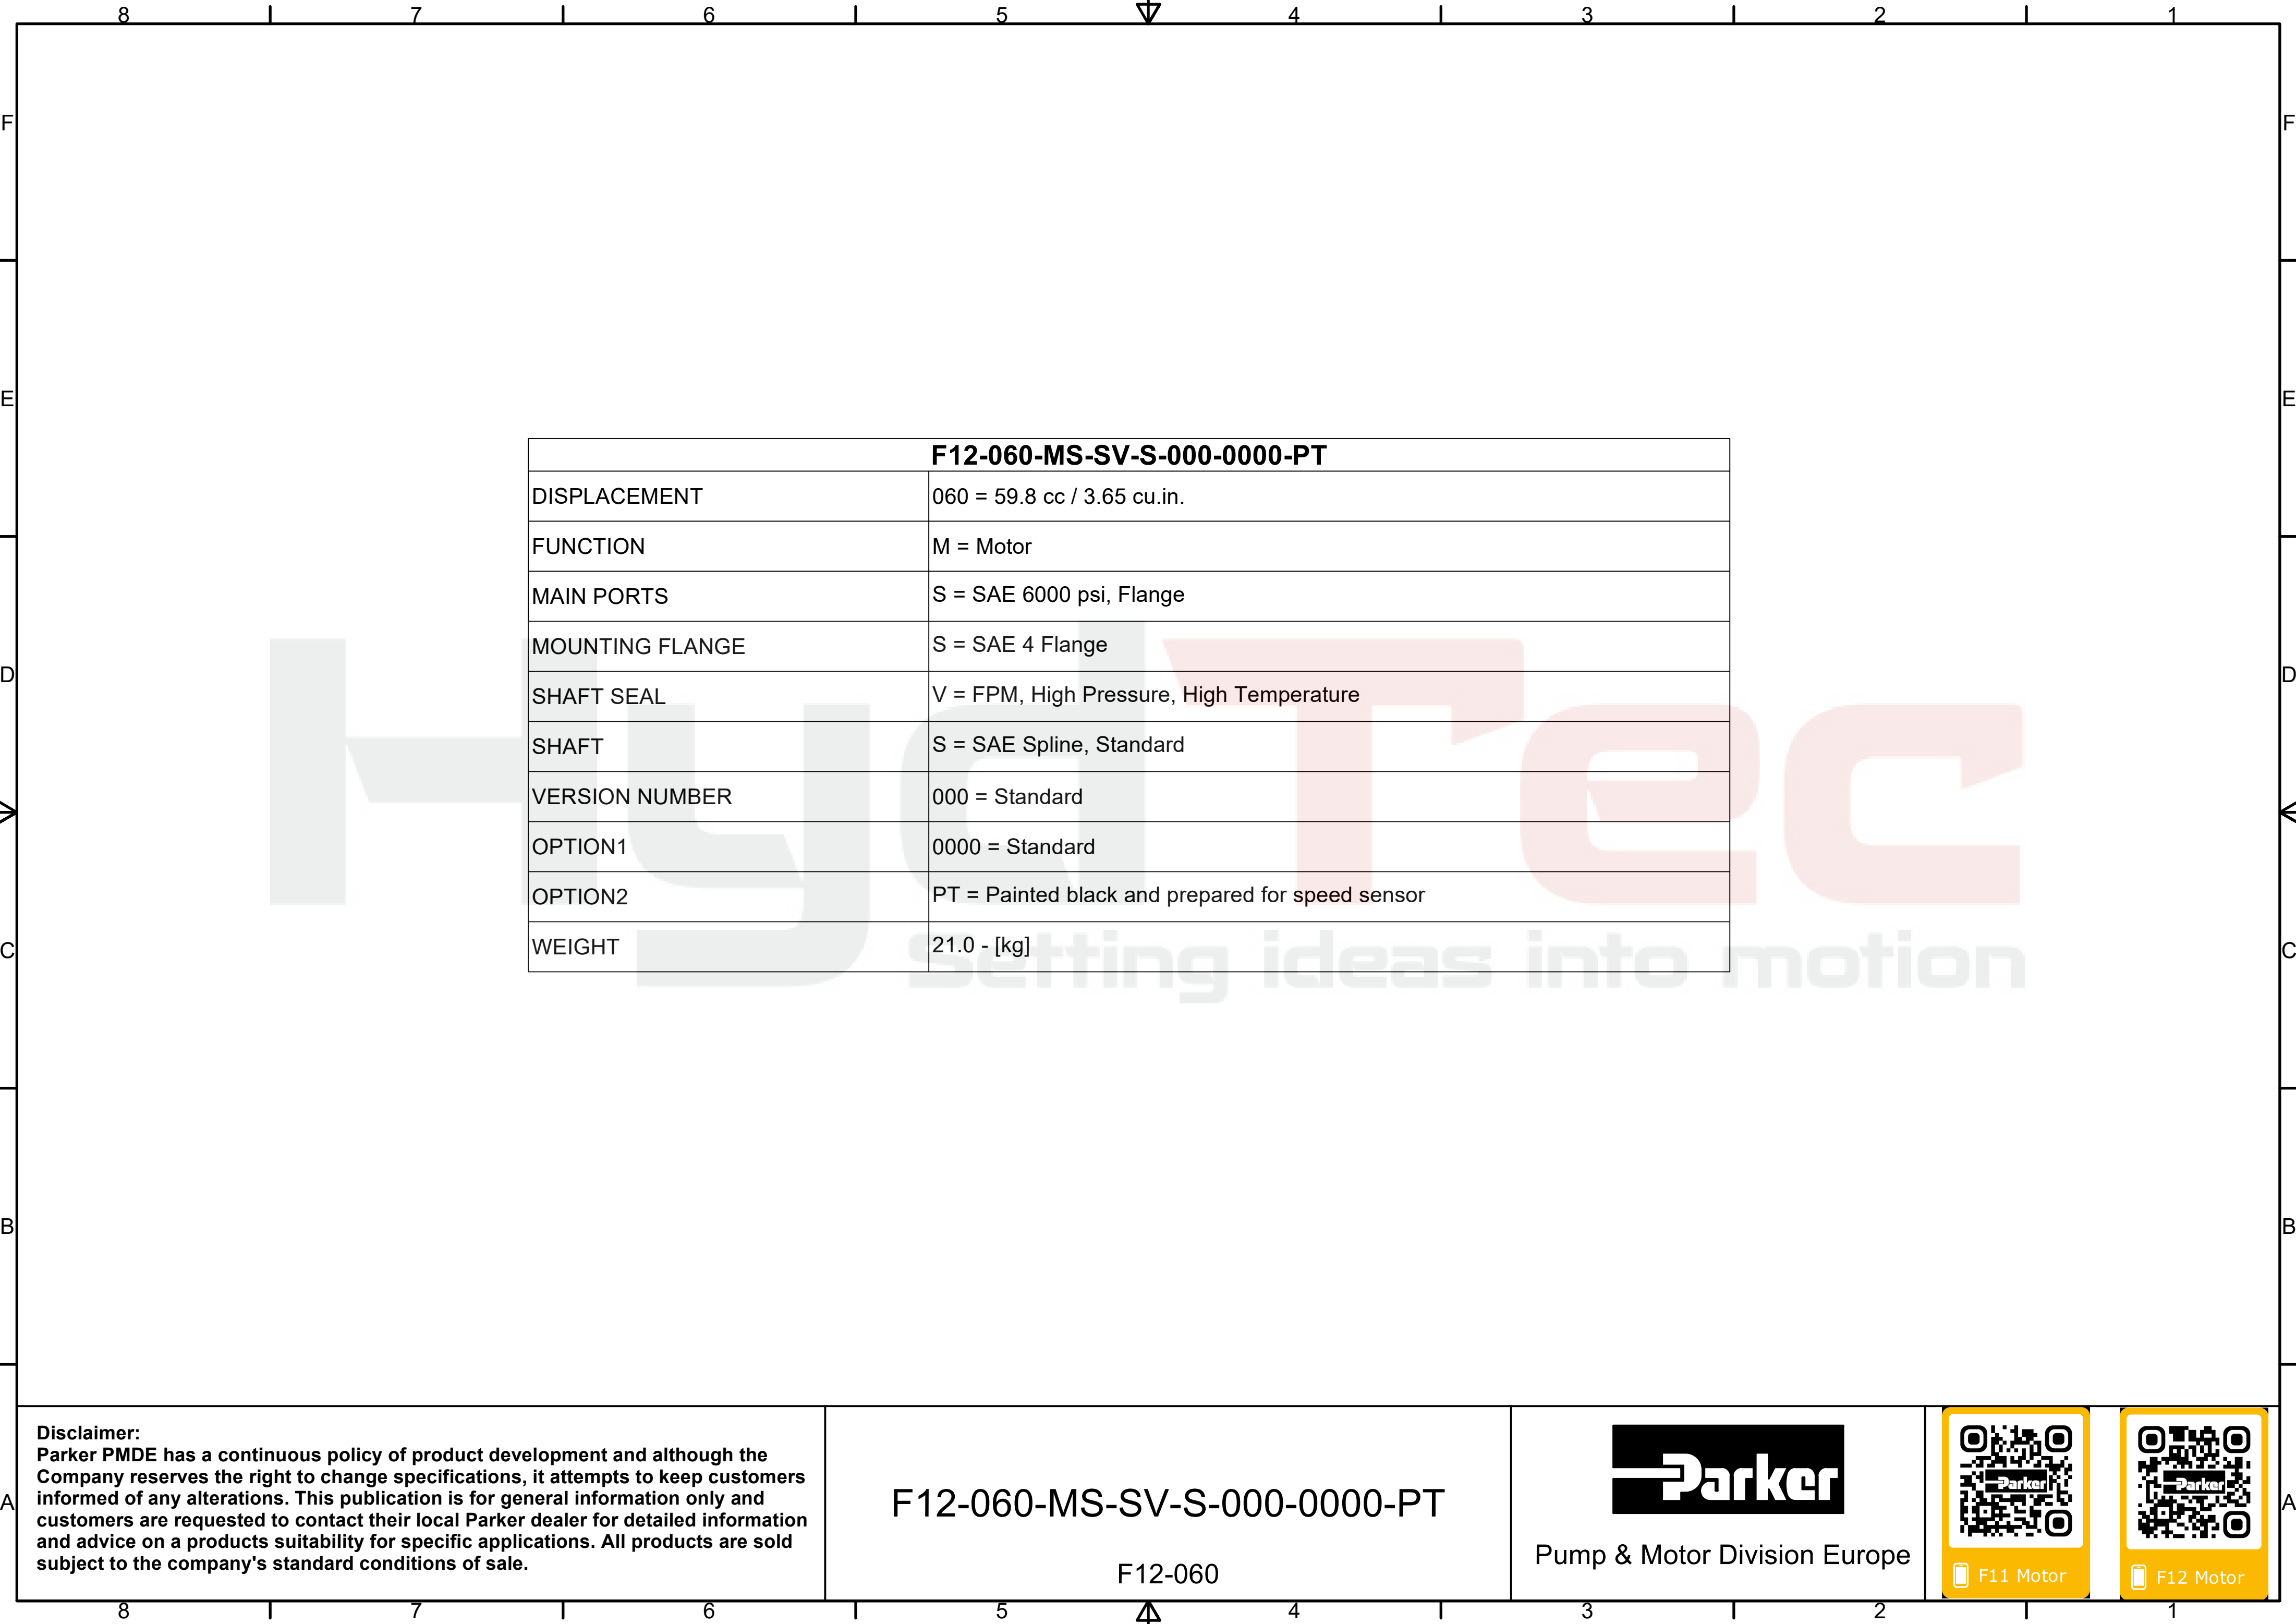 8 7 6 5 4 3 2 1
F F
E E
F12-060-MS-SV-S-000-0000-PT
DISPLACEMENT 060 = 59.8 cc / 3.65 cu.in.
FUNCTION M = Motor
MAIN PORTS S = SAE 6000 psi, Flange
MOUNTING FLANGE S = SAE 4 Flange
D D
SHAFT SEAL V = FPM, High Pressure, High Temperature
SHAFT S = SAE Spline, Standard
VERSION NUMBER 000 = Standard
OPTION1 0000 = Standard
OPTION2 PT = Painted black and prepared for speed sensor
WEIGHT 21.0 - [kg]
HydTec
Setting ideas into motion
C C
B B
A A
Disclaimer:
Parker PMDE has a continuous policy of product development and although the
Company reserves the right to change specifications, it attempts to keep customers
informed of any alterations. This publication is for general information only and
customers are requested to contact their local Parker dealer for detailed information
and advice on a products suitability for specific applications. All products are sold
subject to the company's standard conditions of sale.
F12-060-MS-SV-S-000-0000-PT
F12-060
Parker
Pump & Motor Division Europe
Parker
F11 Motor
Parker
F12 Motor
8 7 6 5 4 3 2 1